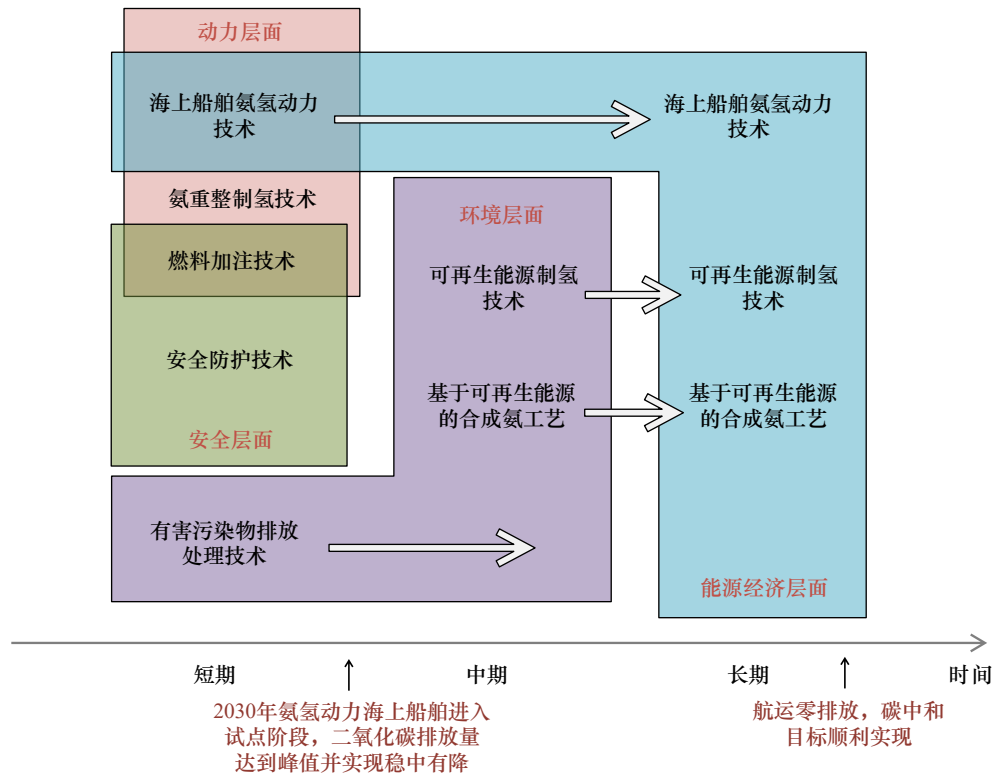 动力层面
海上船舶氨氢动力
技术
海上船舶氨氢动力
技术
氨重整制氢技术
环境层面
燃料加注技术
可再生能源制氢
技术
可再生能源制氢
技术
安全防护技术
基于可再生能源
的合成氨工艺
基于可再生能源
的合成氨工艺
安全层面
有害污染物排放
处理技术
能源经济层面
短期
中期
长期
时间
2030年氨氢动力海上船舶进入
试点阶段，二氧化碳排放量
达到峰值并实现稳中有降
航运零排放，碳中和
目标顺利实现